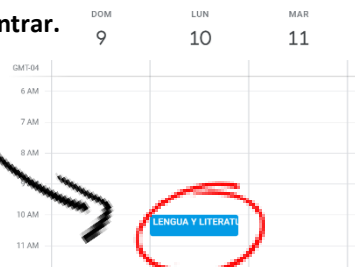 ntrar.
DOM LUN MAR
9 10 11
GMT-04
6 AM
7 AM
8 AM
10 AM
LENGUA Y LITERATU
11 AM